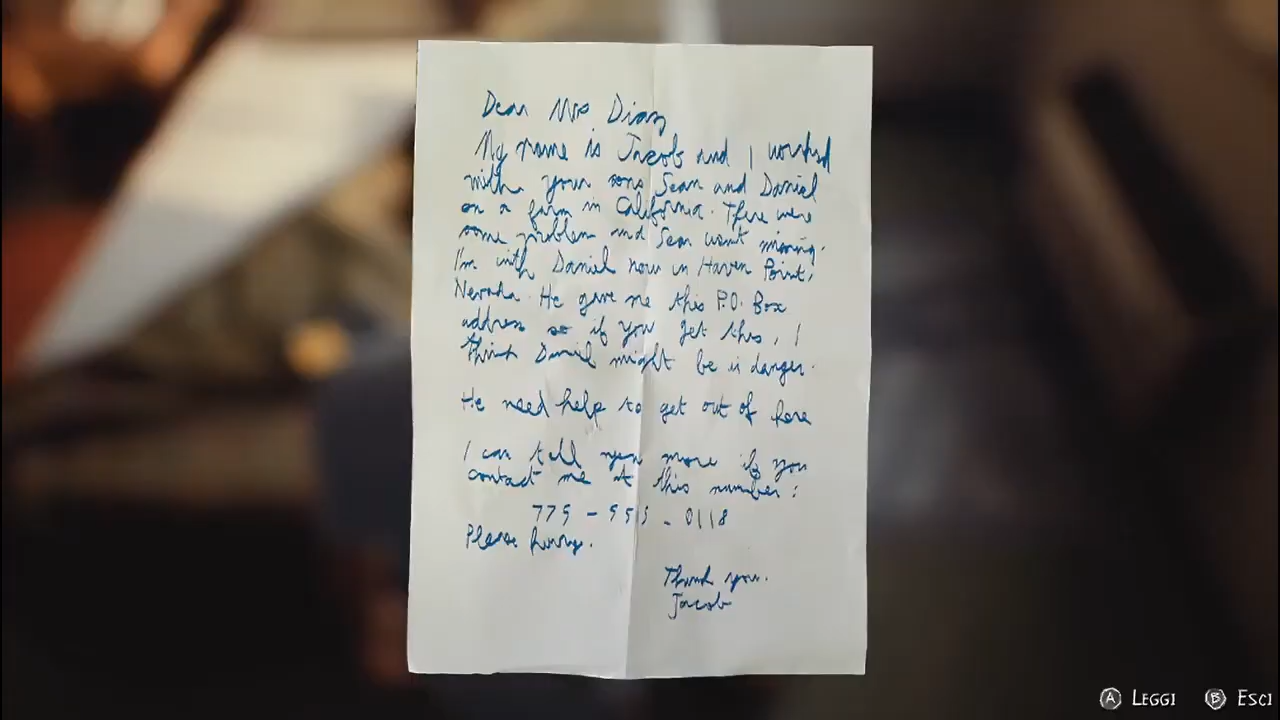 Dear Mrs Diaz
My name is Jacob and I worked
with your sons Sean and Daniel
on a farm in California. There were
some problem and Sean went missing.
I'm with Daniel now in Haven Point,
Nevada. He gave me this P.O. Box
address so if you get this, I
think Daniel might be in danger.
He need help to get out of here
I can tell you more if you
contact me at this number:
775 - 555 - 0118
Please hurry.
Thank you.
Jacob
A LEGGI B ESCI